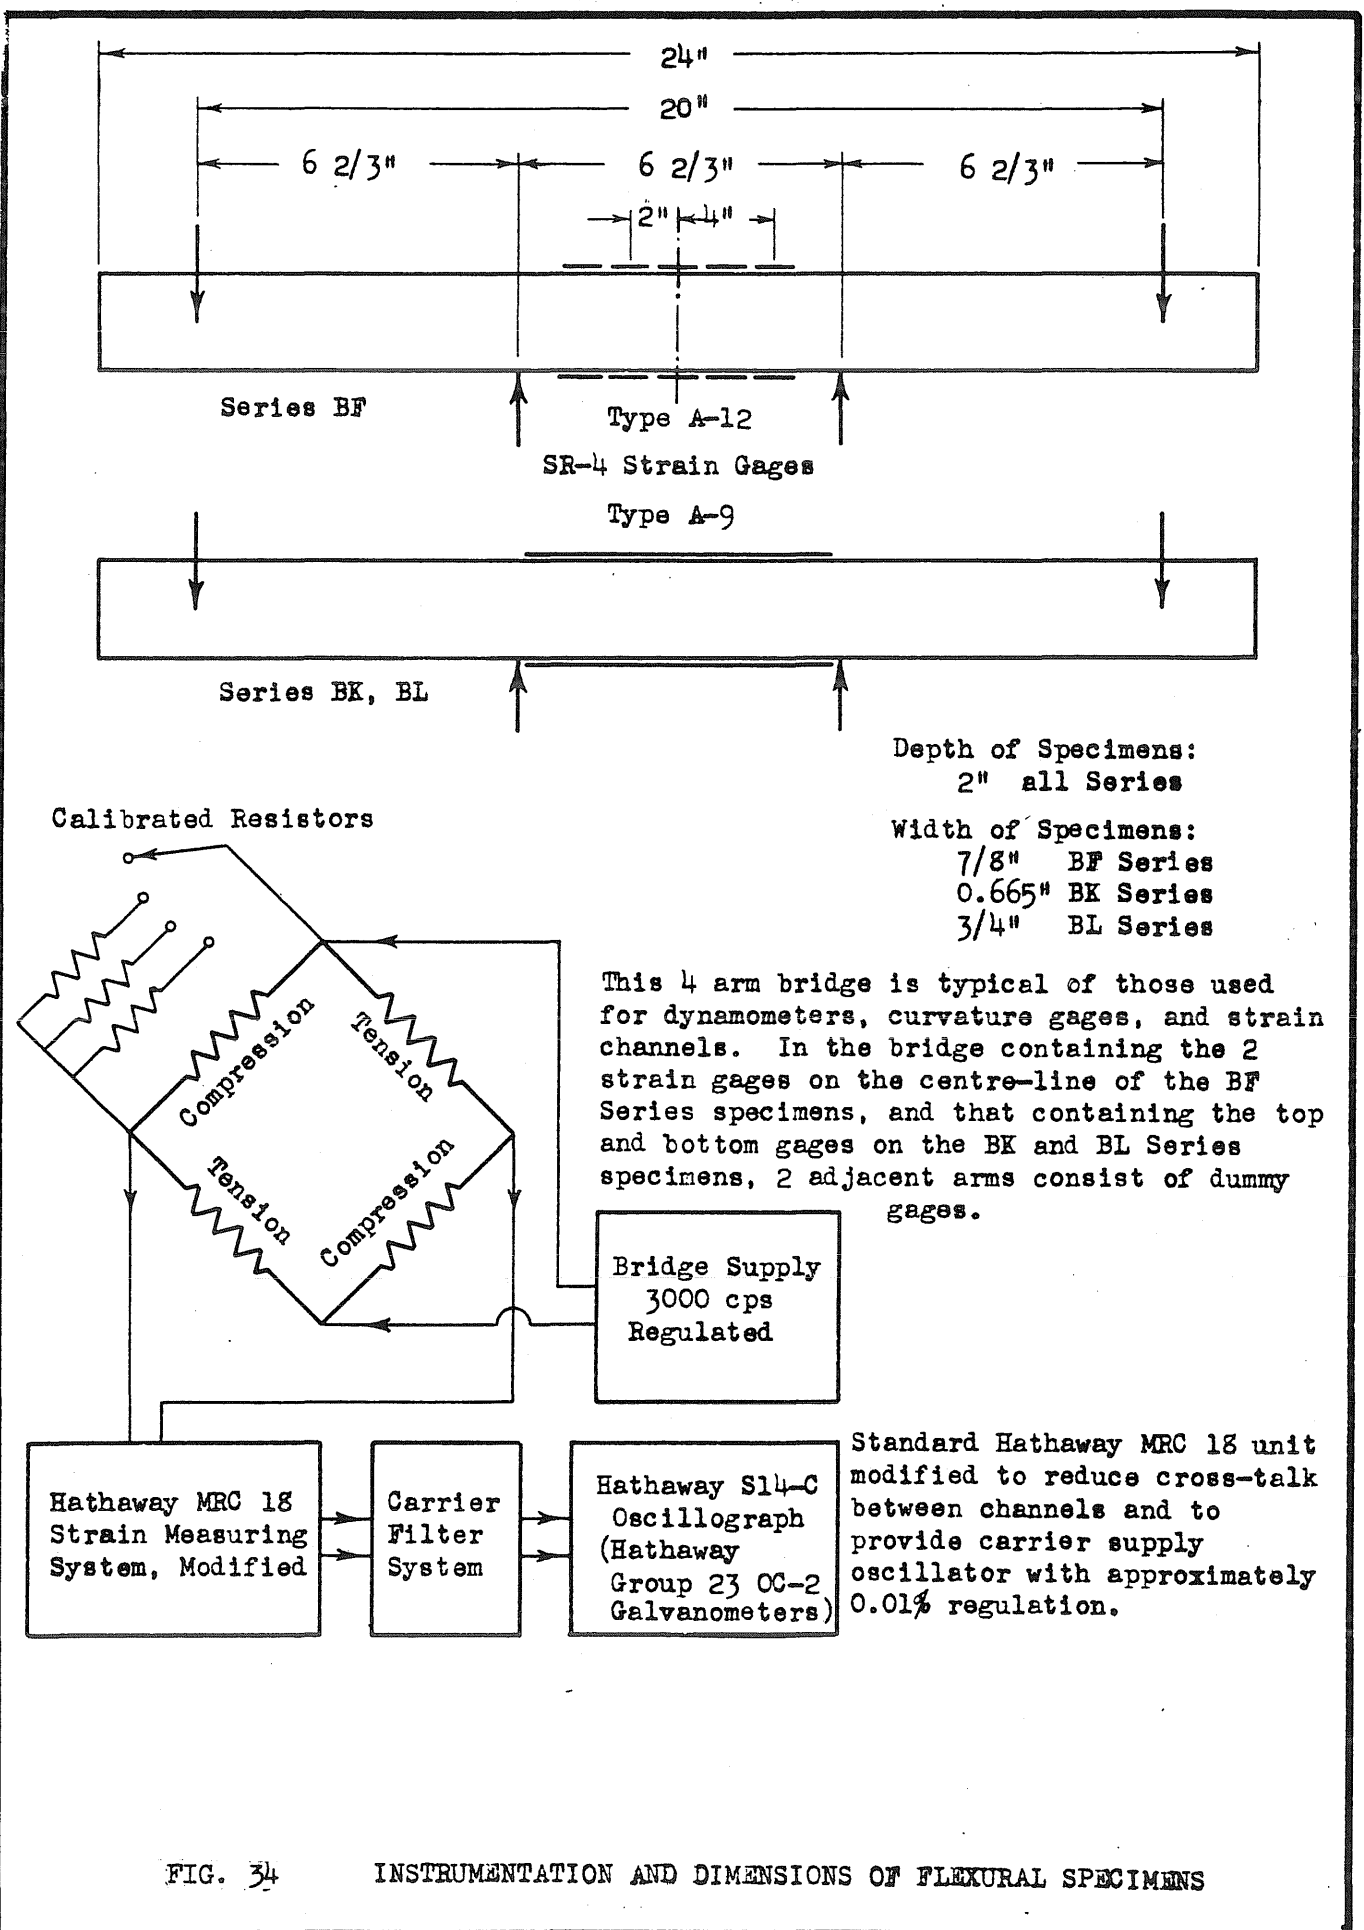 24"
20"
6 2/3" 6 2/3" 6 2/3"
2" 4"
Series BF
Type A-12
SR-4 Strain Gages
Type A-9
Series BK, BL
Depth of Specimens:
2" all Series
Width of Specimens:
7/8" BF Series
0.665" BK Series
3/4" BL Series
Calibrated Resistors
Compression
Tension
Tension
Compression
This 4 arm bridge is typical of those used
for dynamometers, curvature gages, and strain
channels. In the bridge containing the 2
strain gages on the centre-line of the BF
Series specimens, and that containing the top
and bottom gages on the BK and BL Series
specimens, 2 adjacent arms consist of dummy
gages.
Bridge Supply
3000 cps
Regulated
Hathaway MRC 18
Strain Measuring
System, Modified
Carrier
Filter
System
Hathaway S14-C
Oscillograph
(Hathaway
Group 23 OC-2
Galvanometers)
Standard Hathaway MRC 18 unit
modified to reduce cross-talk
between channels and to
provide carrier supply
oscillator with approximately
0.01% regulation.
FIG. 34 INSTRUMENTATION AND DIMENSIONS OF FLEXURAL SPECIMENS